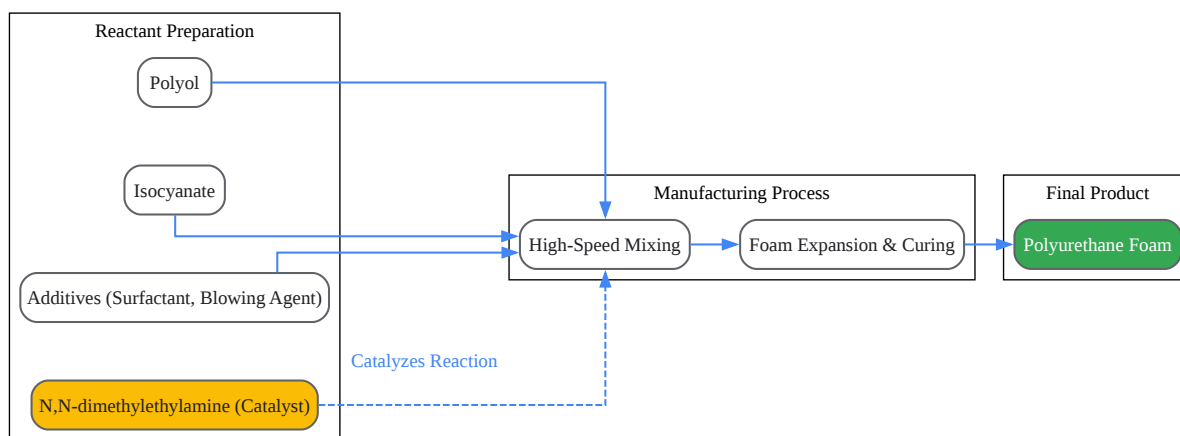 Reactant Preparation
Polyol
Isocyanate
Additives (Surfactant, Blowing Agent)
N,N-dimethylethylamine (Catalyst)
Catalyzes Reaction
Manufacturing Process
High-Speed Mixing
Foam Expansion & Curing
Final Product
Polyurethane Foam